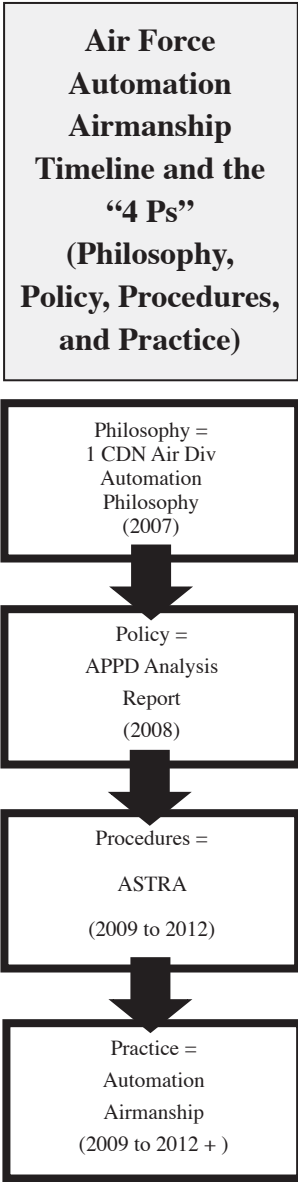 Air Force
Automation
Airmanship
Timeline and the
“4 Ps”
(Philosophy,
Policy, Procedures,
and Practice)
Philosophy =
1 CDN Air Div
Automation
Philosophy
(2007)
Policy =
APPD Analysis
Report
(2008)
Procedures =
ASTRA
(2009 to 2012)
Practice =
Automation
Airmanship
(2009 to 2012 + )